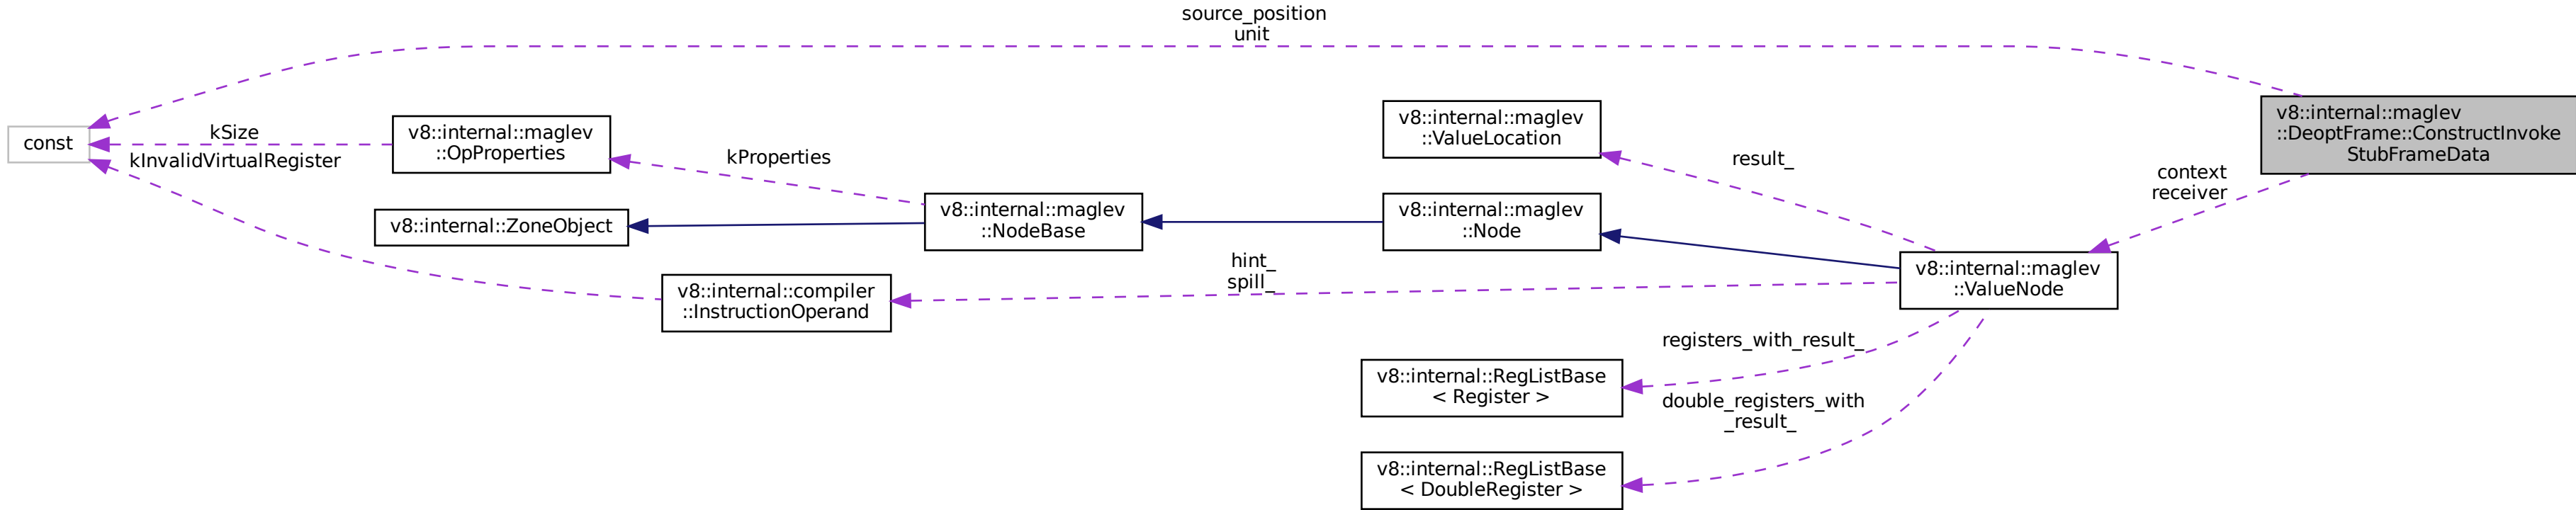 source_position
unit
v8::internal::maglev
::DeoptFrame::ConstructInvoke
StubFrameData
const
kSize
kInvalidVirtualRegister
v8::internal::maglev
::OpProperties
kProperties
v8::internal::maglev
::ValueLocation
result_
context
receiver
v8::internal::ZoneObject
v8::internal::maglev
::NodeBase
v8::internal::maglev
::Node
v8::internal::maglev
::ValueNode
hint_
spill_
v8::internal::compiler
::InstructionOperand
registers_with_result_
v8::internal::RegListBase
< Register >
double_registers_with
_result_
v8::internal::RegListBase
< DoubleRegister >